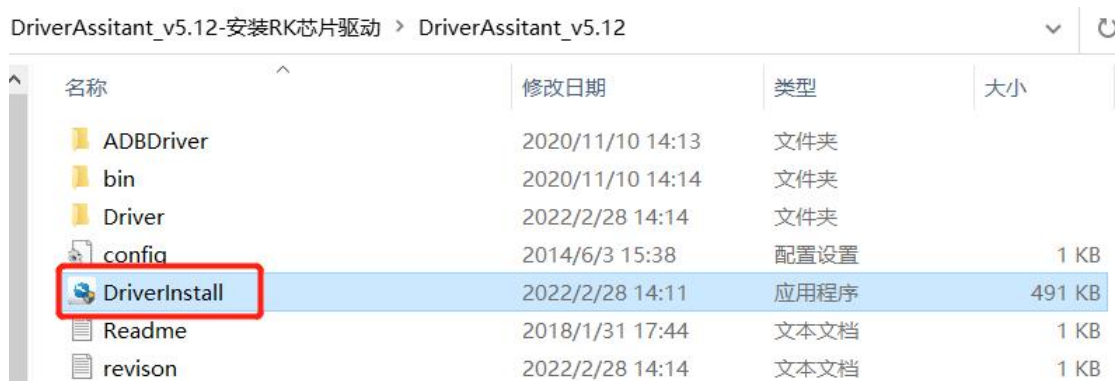 DriverAssitant_v5.12-安装RK芯片驱动 > DriverAssitant_v5.12
名称 修改日期 类型 大小
ADBDriver 2020/11/10 14:13 文件夹
bin 2020/11/10 14:14 文件夹
Driver 2022/2/28 14:14 文件夹
config 2014/6/3 15:38 配置设置 1 KB
DriverInstall 2022/2/28 14:11 应用程序 491 KB
Readme 2018/1/31 17:44 文本文档 1 KB
revison 2022/2/28 14:14 文本文档 1 KB